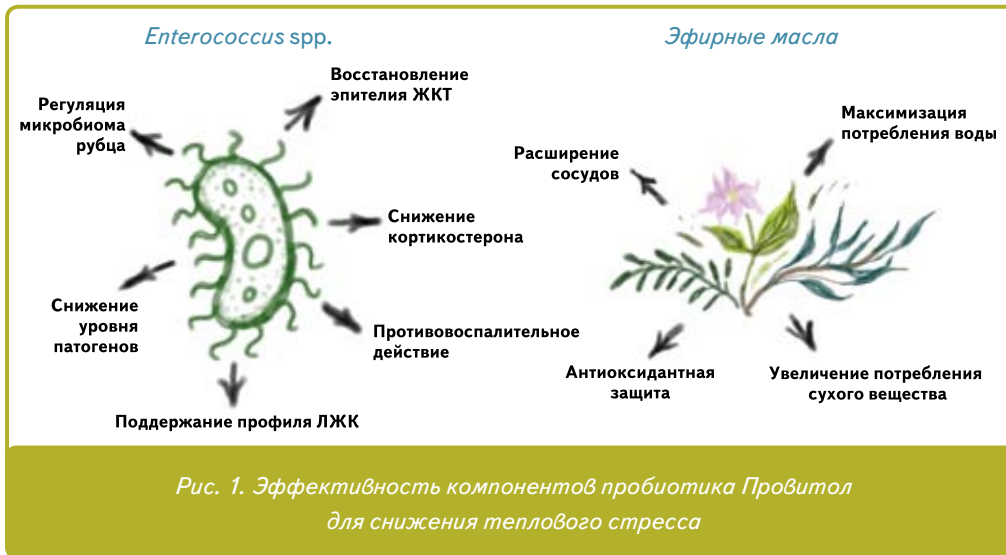 Enterococcus spp.
Восстановление
эпителия ЖКТ
Регуляция
микробиома
рубца
Снижение
кортикостерона
Снижение
уровня
патогенов
Противовоспалительное
действие
Поддержание профиля ЛЖК
Эфирные масла
Максимизация
потребления воды
Расширение
сосудов
Антиоксидантная
защита
Увеличение потребления
сухого вещества
Рис. 1. Эффективность компонентов пробиотика Провитол
для снижения теплового стресса